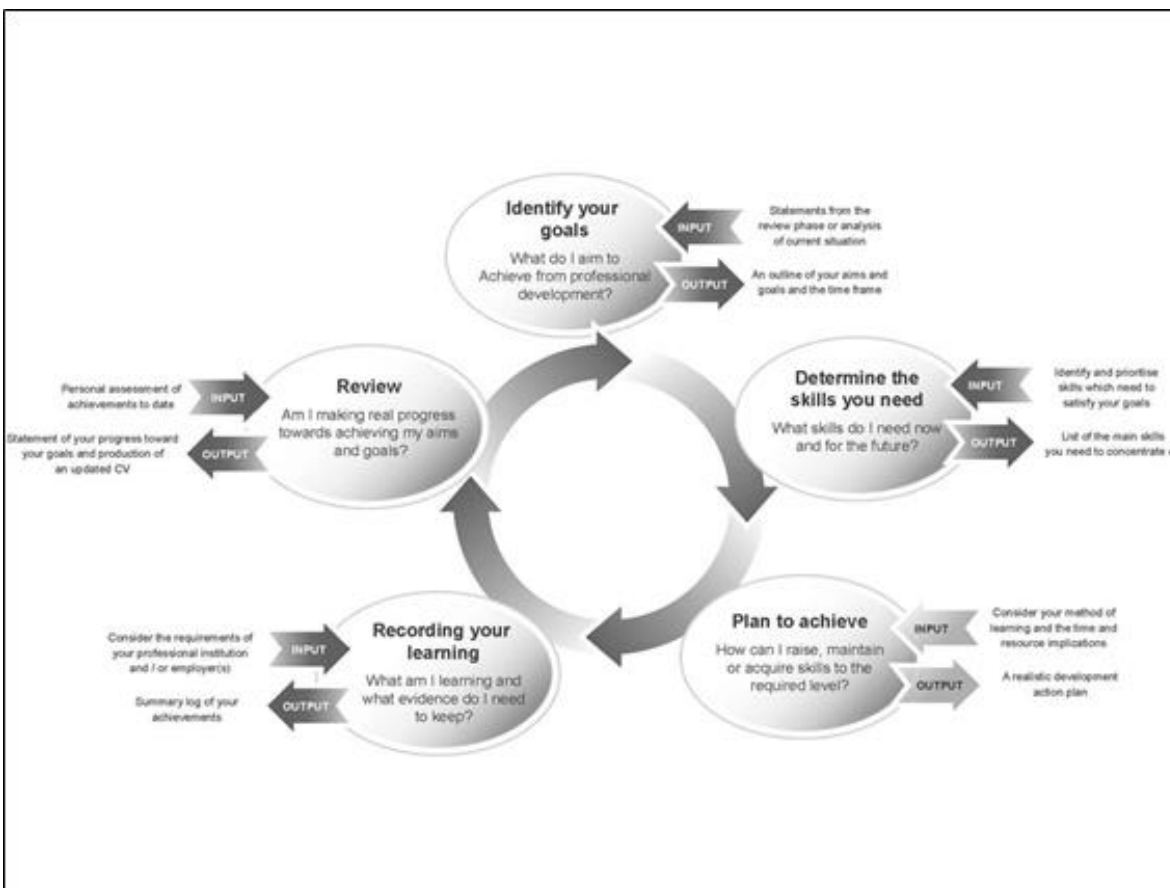 Identify your
goals
What do I aim to
Achieve from professional
development?
INPUT
Statements from the
review phase or analysis
of current situation
OUTPUT
An outline of your aims and
goals and the time frame
Determine the
skills you need
What skills do I need now
and for the future?
INPUT
Identify and prioritise
skills which need to
satisfy your goals
OUTPUT
List of the main skills
you need to concentrate
Plan to achieve
How can I raise, maintain
or acquire skills to the
required level?
INPUT
Consider your method of
learning and the time and
resource implications
OUTPUT
A realistic development
action plan
Recording your
learning
What am I learning and
what evidence do I need
to keep?
INPUT
Consider the requirements of
your professional institution
and / or employer(s)
OUTPUT
Summary log of your
achievements
Review
Am I making real progress
towards achieving my aims
and goals?
INPUT
Personal assessment of
achievements to date
OUTPUT
Statement of your progress toward
your goals and production of
an updated CV